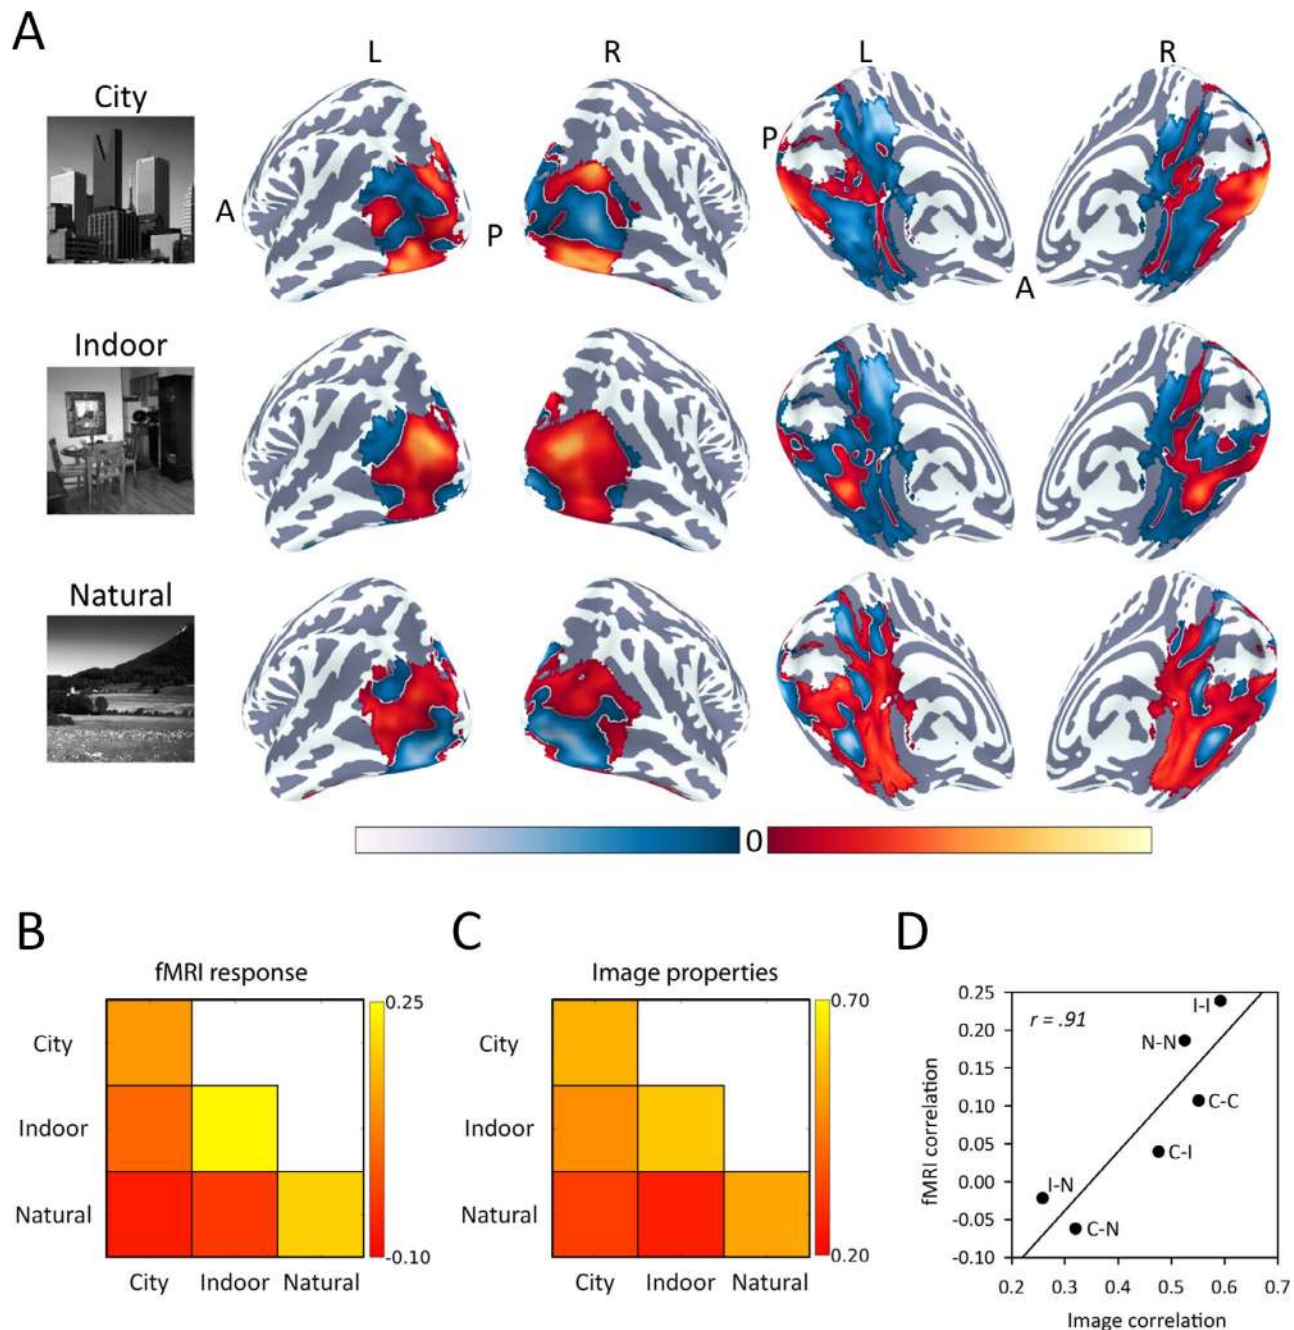 A
L R L R
City
P
A
P
A
Indoor
Natural
0
B
fMRI response
0.25
City
Indoor
Natural
-0.10
City Indoor Natural
C
Image properties
0.70
City
Indoor
Natural
0.20
City Indoor Natural
D
fMRI correlation
0.25
0.20
0.15
0.10
0.05
0.00
-0.05
-0.10
r = .91
I-I
N-N
C-C
C-I
I-N
C-N
0.2 0.3 0.4 0.5 0.6 0.7
Image correlation